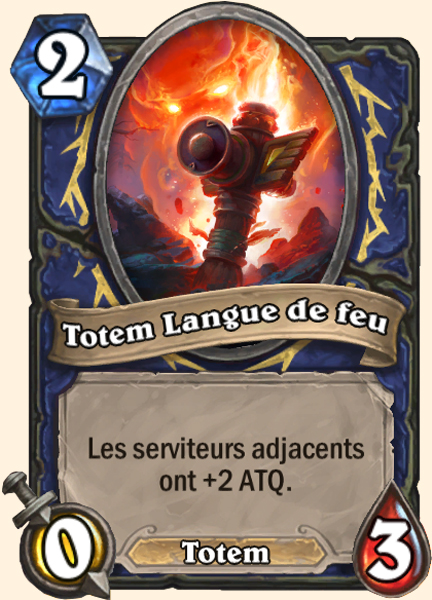 2
Totem Langue de feu
Les serviteurs adjacents
ont +2 ATQ.
0
Totem
3